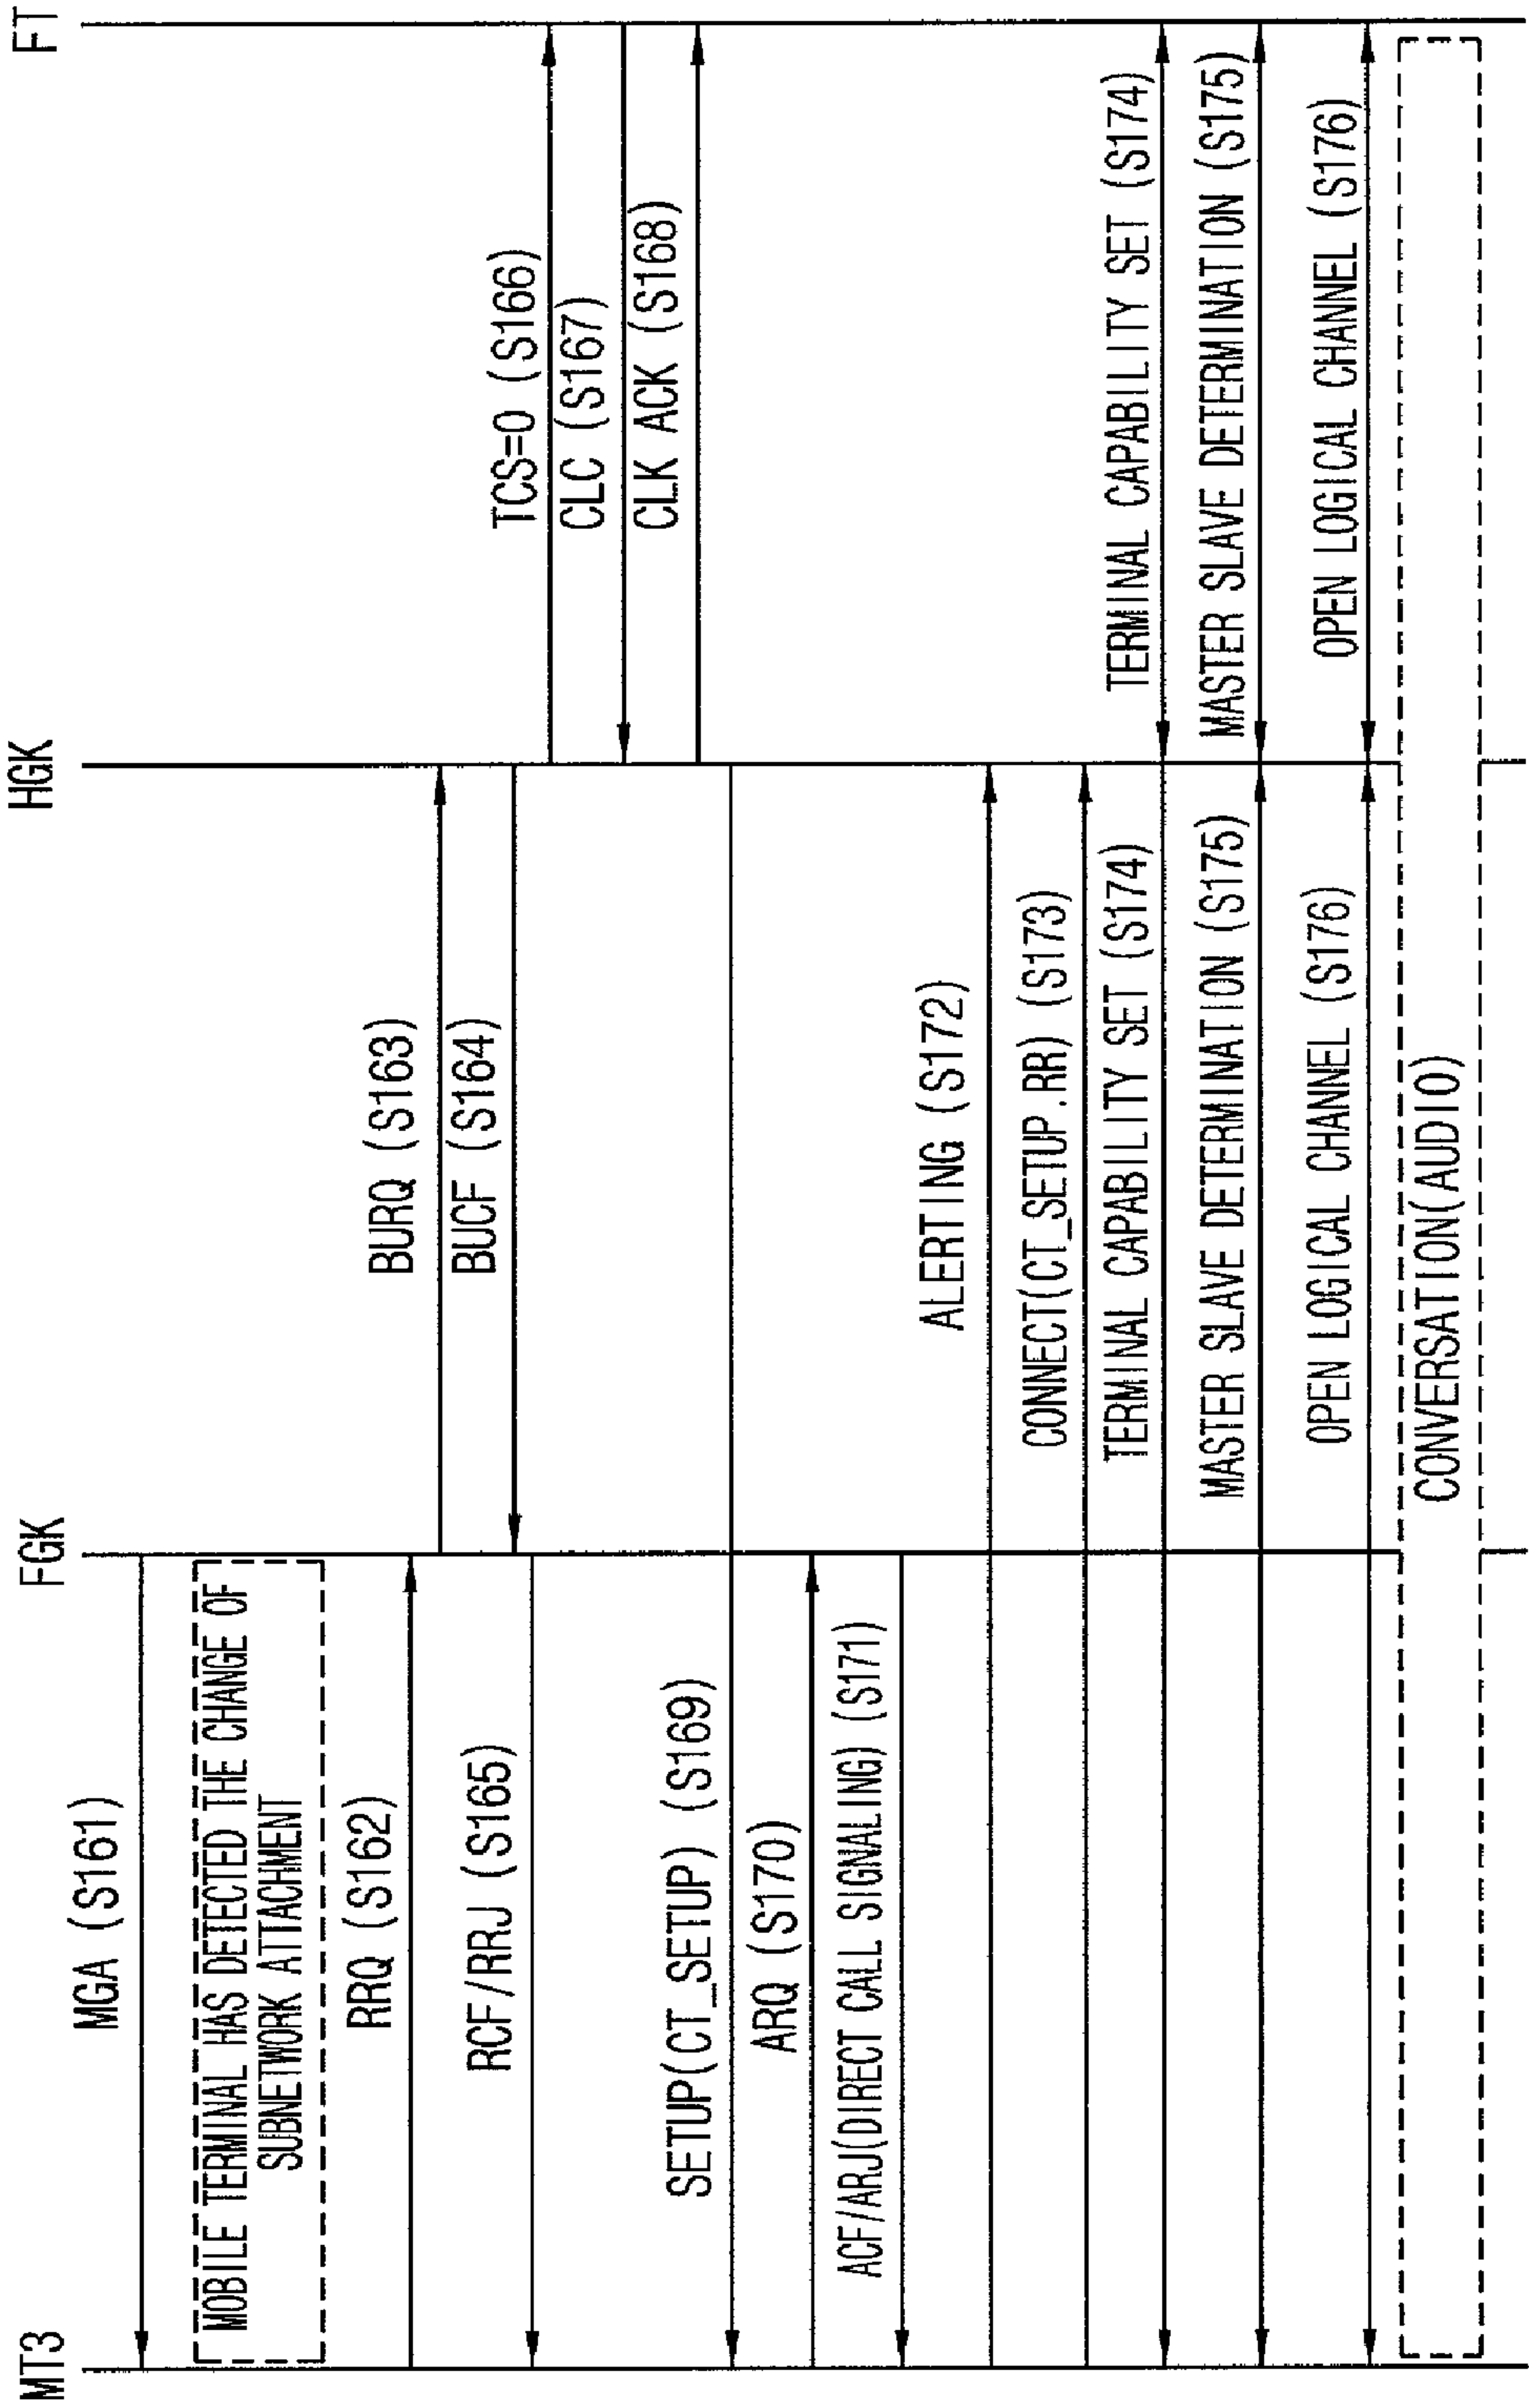 MT3
FGK
HGK
FT
MGA (S161)
MOBILE TERMINAL HAS DETECTED THE CHANGE OF
SUBNETWORK ATTACHMENT
RRQ (S162)
BURQ (S163)
BUCF (S164)
RCF/RRJ (S165)
TCS=0 (S166)
CLC (S167)
CLK ACK (S168)
SETUP(CT_SETUP) (S169)
ARQ (S170)
ACF/ARJ(DIRECT CALL SIGNALING) (S171)
ALERTING (S172)
CONNECT(CT_SETUP.RR) (S173)
TERMINAL CAPABILITY SET (S174)
TERMINAL CAPABILITY SET (S174)
MASTER SLAVE DETERMINATION (S175)
MASTER SLAVE DETERMINATION (S175)
OPEN LOGICAL CHANNEL (S176)
OPEN LOGICAL CHANNEL (S176)
CONVERSATION(AUDIO)